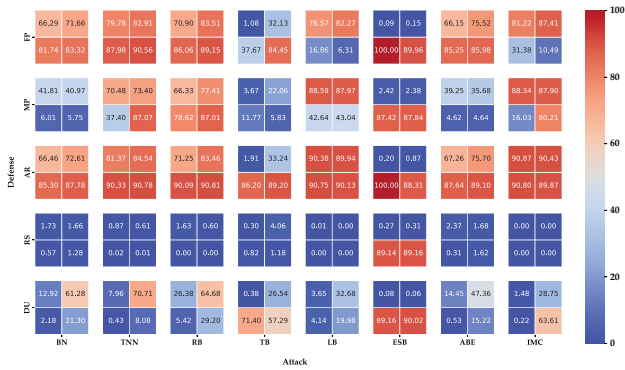 66.29 71.66 79.78 82.91 70.90 83.51 1.08 32.13 76.57 82.27 0.09 0.15 66.15 75.52 81.22 87.41
81.74 83.32 87.98 90.56 86.06 89.15 37.67 84.45 16.86 6.31 100.00 89.96 85.25 85.98 31.38 10.49
FP
41.81 40.97 70.48 73.40 66.33 77.41 3.67 22.06 88.59 87.97 2.42 2.38 39.25 35.68 88.34 87.90
6.01 5.75 37.40 87.07 78.62 87.01 11.77 5.83 42.64 43.04 87.42 87.84 4.62 4.64 16.03 80.21
MP
66.46 72.61 81.37 84.54 71.25 83.46 1.91 33.24 90.38 89.94 0.20 0.87 67.26 75.70 90.87 90.43
85.30 87.78 90.33 90.78 90.09 90.81 86.20 89.20 90.75 90.13 100.00 88.31 87.64 89.10 90.80 89.87
AR
1.73 1.66 0.87 0.61 1.63 0.60 0.30 4.06 0.01 0.00 0.27 0.31 2.37 1.68 0.00 0.00
0.57 1.28 0.02 0.01 0.00 0.00 0.82 1.18 0.00 0.00 89.14 89.16 0.31 1.62 0.00 0.00
RS
12.92 61.28 7.96 70.71 26.38 64.68 0.38 26.54 3.65 32.68 0.08 0.06 14.45 47.36 1.48 28.75
2.18 21.30 0.43 8.08 5.42 29.20 71.40 57.29 4.14 19.98 89.16 90.02 0.53 15.22 0.22 63.61
DU
BN TNN RB TB LB ESB ABE IMC
Defense
Attack
100
80
60
40
20
0